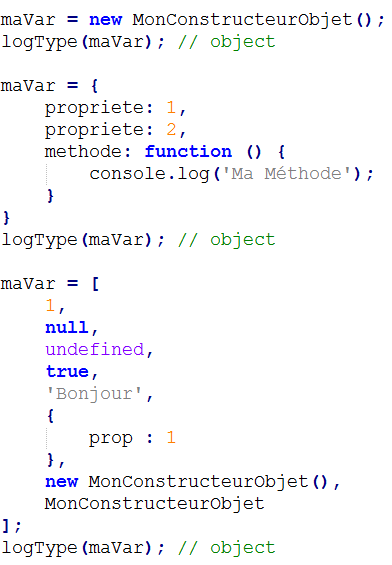 maVar = new MonConstructeurObjet();
logType(maVar); // object

maVar = {
    propriete: 1,
    propriete: 2,
    methode: function () {
        console.log('Ma Méthode');
    }
}
logType(maVar); // object

maVar = [
    1,
    null,
    undefined,
    true,
    'Bonjour',
    {
        prop : 1
    },
    new MonConstructeurObjet(),
    MonConstructeurObjet
];
logType(maVar); // object